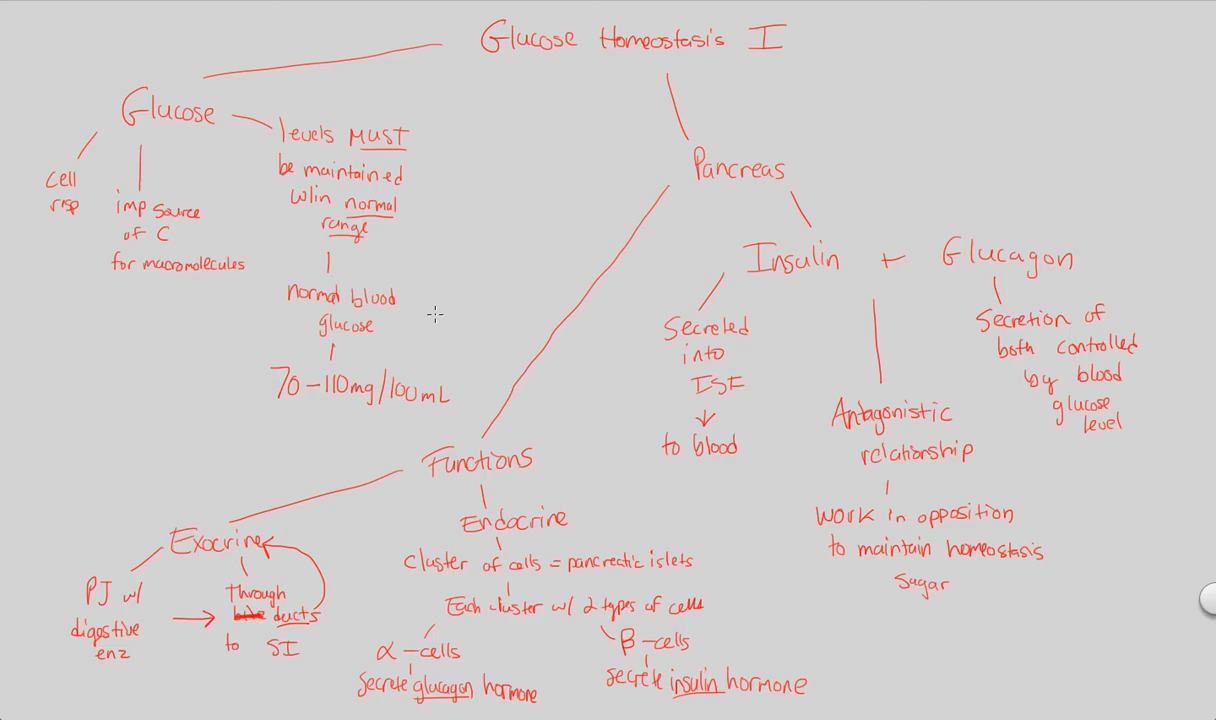 Glucose Homeostasis I
Glucose
cell
risp
imp source
of C
for macromolecules
levels MUST
be maintained
w/in normal
range
normal blood
glucose
70-110mg/100mL
Pancreas
Insulin + Glucagon
Secreted
into
ISF
to blood
Antagonistic
relationship
work in opposition
to maintain homeostasis
sugar
Secretion of
both controlled
by blood
glucose
level
Functions
Exocrine
PJ w/
digestive
enz
through
ducts
to SI
Endocrine
cluster of cells = pancreatic islets
Each cluster w/ 2 types of cells
α-cells
secrete glucagon hormone
β-cells
secrete insulin hormone